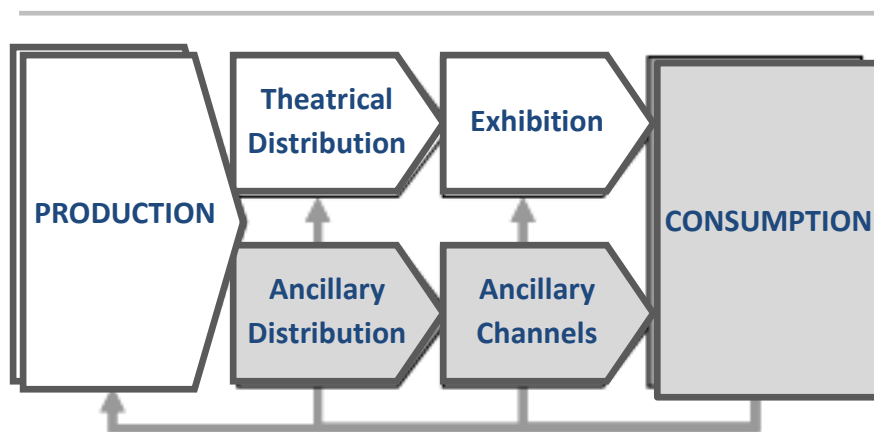 PRODUCTION
Theatrical
Distribution
Exhibition
Ancillary
Distribution
Ancillary
Channels
CONSUMPTION